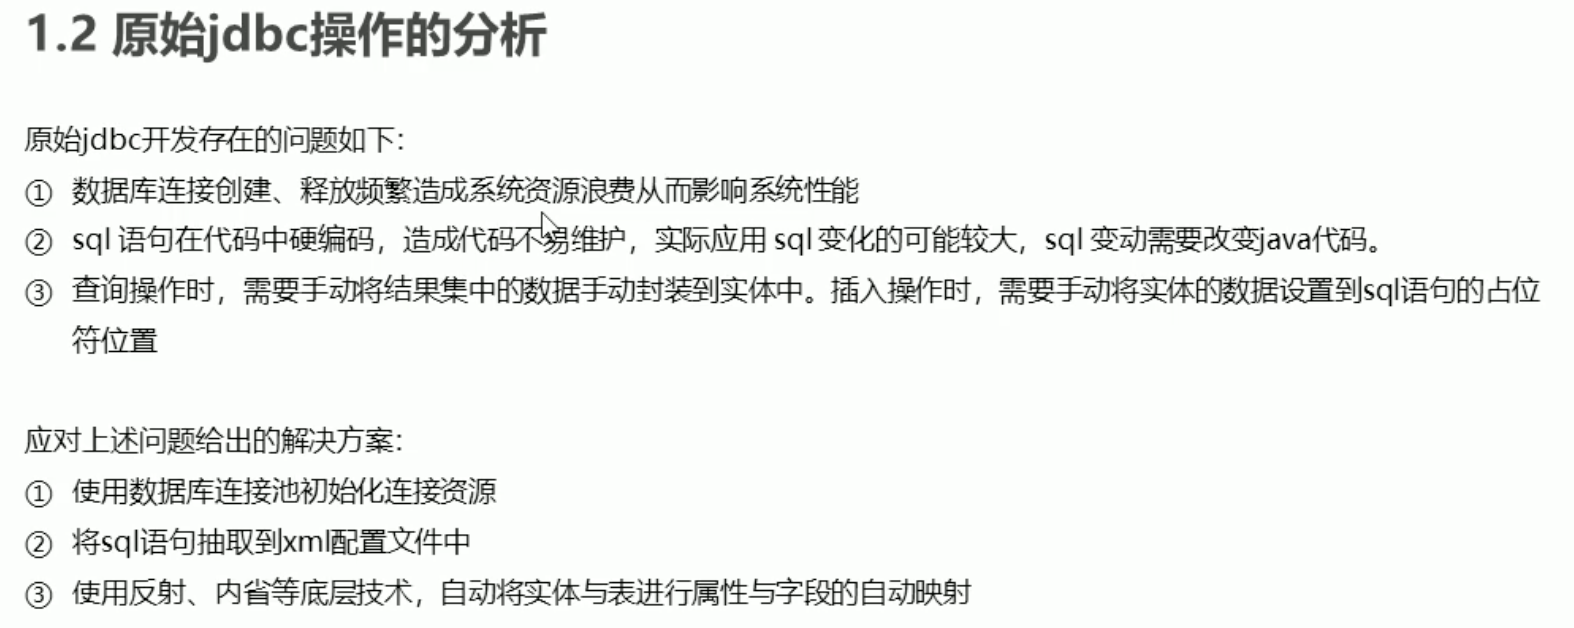 1.2 原始jdbc操作的分析
原始jdbc开发存在的问题如下：
① 数据库连接创建、释放频繁造成系统资源浪费从而影响系统性能
② sql 语句在代码中硬编码，造成代码不易维护，实际应用 sql 变化的可能较大，sql 变动需要改变java代码。
③ 查询操作时，需要手动将结果集中的数据手动封装到实体中。插入操作时，需要手动将实体的数据设置到sql语句的占位
符位置
应对上述问题给出的解决方案：
① 使用数据库连接池初始化连接资源
② 将sql语句抽取到xml配置文件中
③ 使用反射、内省等底层技术，自动将实体与表进行属性与字段的自动映射